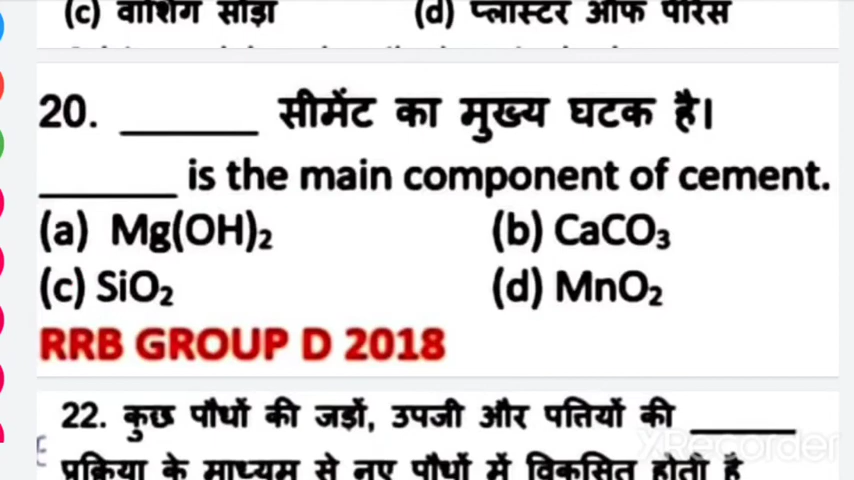 (c) वाशिंग सोड़ा (d) प्लास्टर ऑफ पेरिस
20. ______ सीमेंट का मुख्य घटक है।
______ is the main component of cement.
(a) Mg(OH)₂ (b) CaCO₃
(c) SiO₂ (d) MnO₂
RRB GROUP D 2018
22. कुछ पौधों की जड़ों, उपजी और पतियों की ______
XRecorder
प्रक्रिया के माध्यम से नए पौधों में विकसित होती है